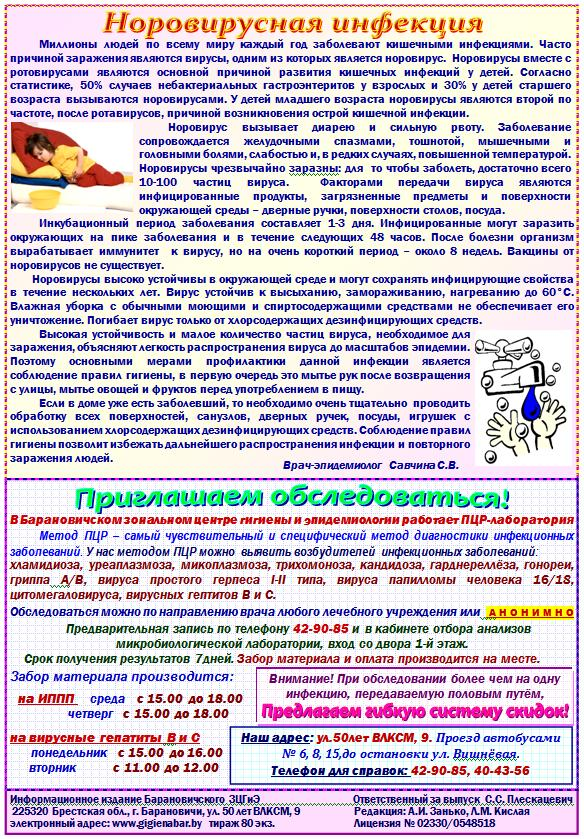 Норовирусная инфекция
Миллионы людей по всему миру каждый год заболевают кишечными инфекциями. Часто
причиной заражения являются вирусы, одним из которых является норовирус. Норовирусы вместе с
ротовирусами являются основной причиной развития кишечных инфекций у детей. Согласно
статистике, 50% случаев небактериальных гастроэнтеритов у взрослых и 30% у детей старшего
возраста вызываются норовирусами. У детей младшего возраста норовирусы являются второй по
частоте, после ротавирусов, причиной возникновения острой кишечной инфекции.
Норовирус вызывает диарею и сильную рвоту. Заболевание
сопровождается желудочными спазмами, тошнотой, мышечными и
головными болями, слабостью и, в редких случаях, повышенной температурой.
Норовирусы чрезвычайно заразны: для то чтобы заболеть, достаточно всего
10-100 частиц вируса. Факторами передачи вируса являются
инфицированные продукты, загрязненные предметы и поверхности
окружающей среды – дверные ручки, поверхности столов, посуда.
Инкубационный период заболевания составляет 1-3 дня. Инфицированные могут заразить
окружающих на пике заболевания и в течение следующих 48 часов. После болезни организм
вырабатывает иммунитет к вирусу, но на очень короткий период – около 8 недель. Вакцины от
норовирусов не существует.
Норовирусы высоко устойчивы в окружающей среде и могут сохранять инфицирующие свойства
в течение нескольких лет. Вирус устойчив к высыханию, замораживанию, нагреванию до 60°С.
Влажная уборка с обычными моющими и спиртосодержащими средствами не обеспечивает его
уничтожение. Погибает вирус только от хлорсодержащих дезинфицирующих средств.
Высокая устойчивость и малое количество частиц вируса, необходимое для
заражения, объясняют легкость распространения вируса до масштабов эпидемии.
Поэтому основными мерами профилактики данной инфекции является
соблюдение правил гигиены, в первую очередь это мытье рук после возвращения
с улицы, мытье овощей и фруктов перед употреблением в пищу.
Если в доме уже есть заболевший, то необходимо очень тщательно проводить
обработку всех поверхностей, санузлов, дверных ручек, посуды, игрушек с
использованием хлорсодержащих дезинфицирующих средств. Соблюдение правил
гигиены позволит избежать дальнейшего распространения инфекции и повторного
заражения людей.
Врач-эпидемиолог Савчина С.В.
Приглашаем обследоваться!
В Барановичском зональном центре гигиены и эпидемиологии работает ПЦР-лаборатория
Метод ПЦР – самый чувствительный и специфический метод диагностики инфекционных
заболеваний. У нас методом ПЦР можно выявить возбудителей инфекционных заболеваний:
хламидиоза, уреаплазмоза, микоплазмоза, трихомоноза, кандидоза, гарднереллёза, гонореи,
гриппа А/В, вируса простого герпеса I-II типа, вируса папилломы человека 16/18,
цитомегаловируса, вирусных гептитов В и С.
Обследоваться можно по направлению врача любого лечебного учреждения или АНОНИМНО
Предварительная запись по телефону 42-90-85 и в кабинете отбора анализов
микробиологической лаборатории, вход со двора 1-й этаж.
Срок получения результатов 7дней. Забор материала и оплата производится на месте.
Забор материала производится:
на ИППП среда с 15.00 до 18.00
четверг с 15.00 до 18.00
на вирусные гепатиты В и С
понедельник с 15.00 до 16.00
вторник с 11.00 до 12.00
Внимание! При обследовании более чем на одну
инфекцию, передаваемую половым путём,
Предлагаем гибкую систему скидок!
Наш адрес: ул.50лет ВЛКСМ, 9. Проезд автобусами
№ 6, 8, 15,до остановки ул. Вишнёвая.
Телефон для справок: 42-90-85, 40-43-56
Информационное издание Барановичского ЗЦГиЭ
225320 Брестская обл., г. Барановичи, ул. 50 лет ВЛКСМ, 9
электронный адрес: www.gigienabar.by тираж 80 экз.
Ответственный за выпуск С.С. Плескацевич
Редакция: А.И. Занько, Л.М. Кислая
Лицензия № 02330/0548518